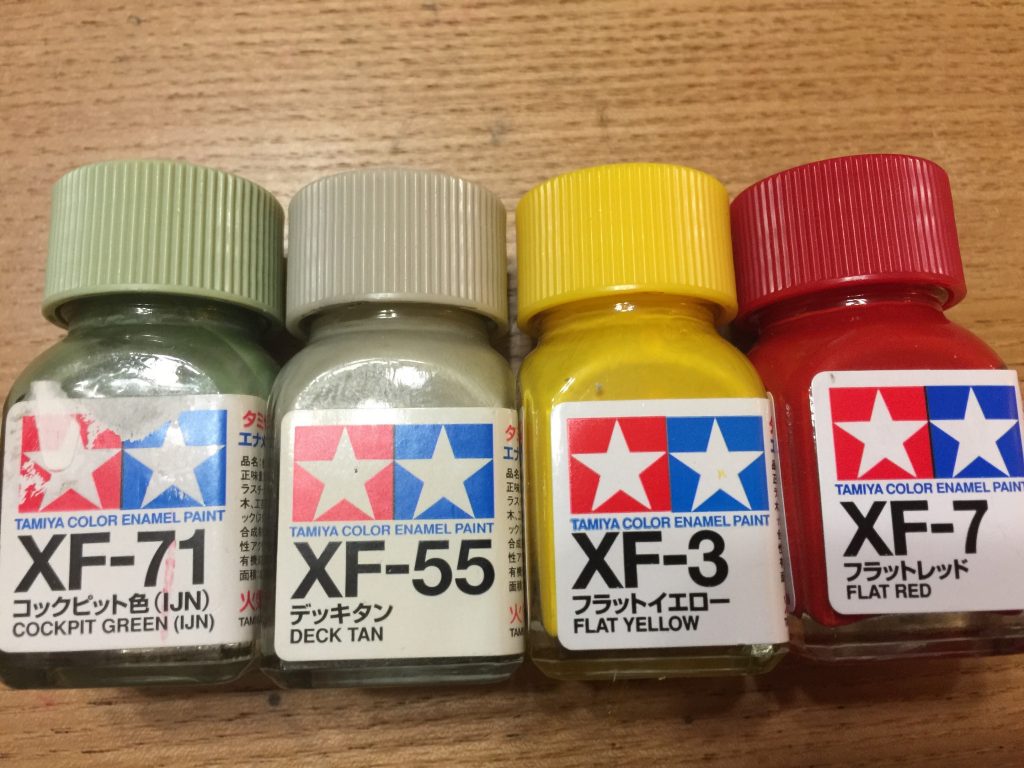 TAMIYA COLOR ENAMEL PAINT
XF-71
コックピット色(IJN)
COCKPIT GREEN (IJN)
TAMIYA COLOR ENAMEL PAINT
XF-55
デッキタン
DECK TAN
TAMIYA COLOR ENAMEL PAINT
XF-3
フラットイエロー
FLAT YELLOW
TAMIYA COLOR ENAMEL PAINT
XF-7
フラットレッド
FLAT RED